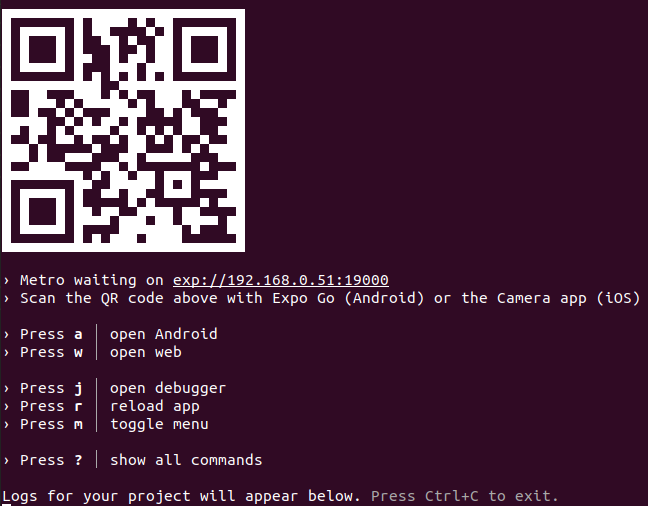 › Metro waiting on exp://192.168.0.51:19000
› Scan the QR code above with Expo Go (Android) or the Camera app (iOS)
› Press a │ open Android
› Press w │ open web
› Press j │ open debugger
› Press r │ reload app
› Press m │ toggle menu
› Press ? │ show all commands
Logs for your project will appear below. Press Ctrl+C to exit.